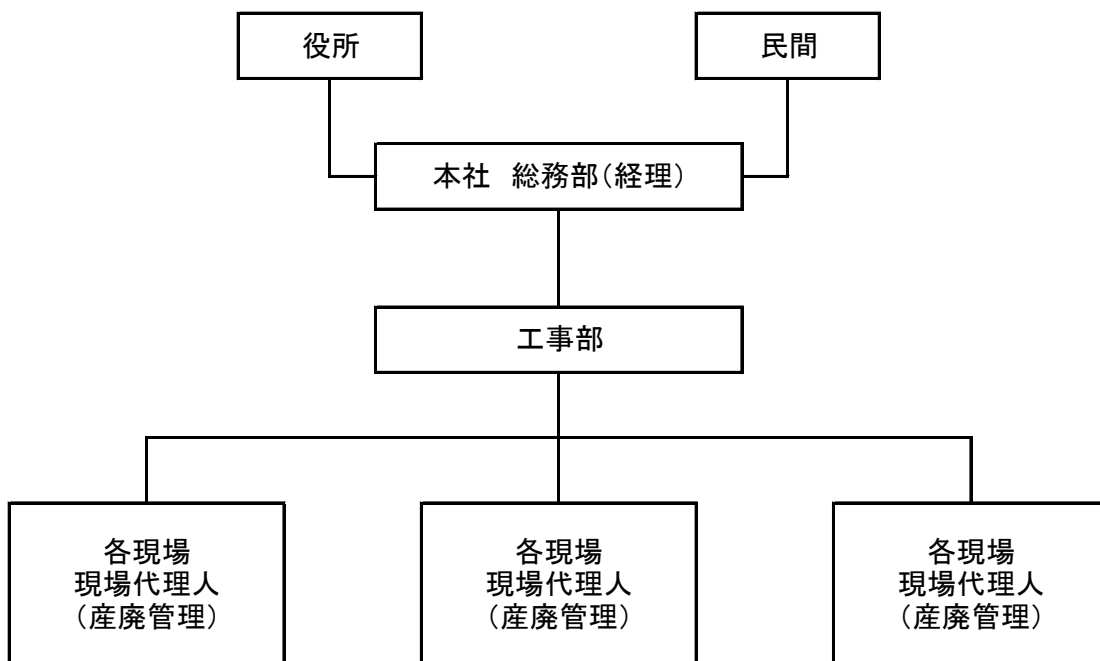 役所
民間
本社　総務部（経理）
工事部
各現場
現場代理人
（産廃管理）
各現場
現場代理人
（産廃管理）
各現場
現場代理人
（産廃管理）